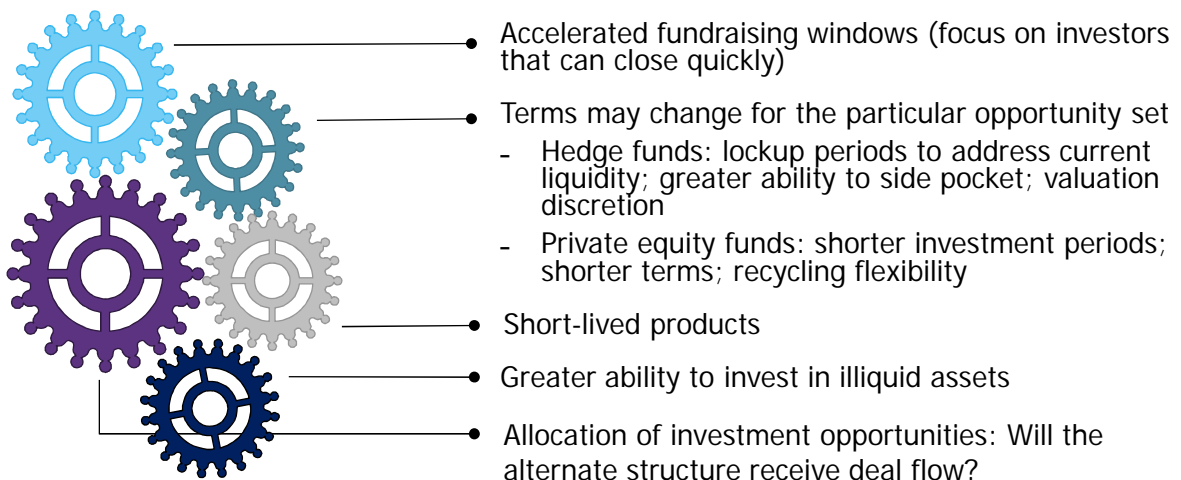 Accelerated fundraising windows (focus on investors
that can close quickly)
Terms may change for the particular opportunity set
- Hedge funds: lockup periods to address current
liquidity; greater ability to side pocket; valuation
discretion
- Private equity funds: shorter investment periods;
shorter terms; recycling flexibility
Short-lived products
Greater ability to invest in illiquid assets
Allocation of investment opportunities: Will the
alternate structure receive deal flow?